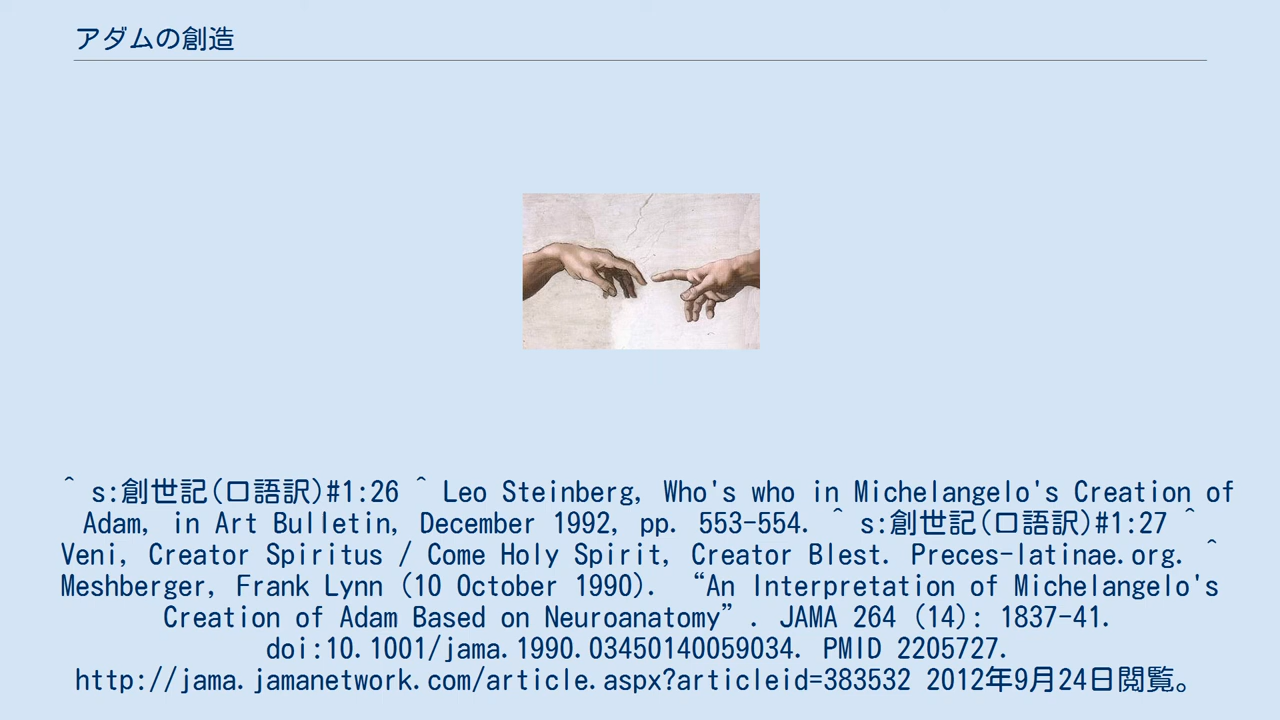 アダムの創造
^ s:創世記(口語訳)#1:26 ^ Leo Steinberg, Who's who in Michelangelo's Creation of
Adam, in Art Bulletin, December 1992, pp. 553-554. ^ s:創世記(口語訳)#1:27 ^
Veni, Creator Spiritus / Come Holy Spirit, Creator Blest. Preces-latinae.org. ^
Meshberger, Frank Lynn (10 October 1990). “An Interpretation of Michelangelo's
Creation of Adam Based on Neuroanatomy”. JAMA 264 (14): 1837-41.
doi:10.1001/jama.1990.03450140059034. PMID 2205727.
http://jama.jamanetwork.com/article.aspx?articleid=383532 2012年9月24日閲覧。